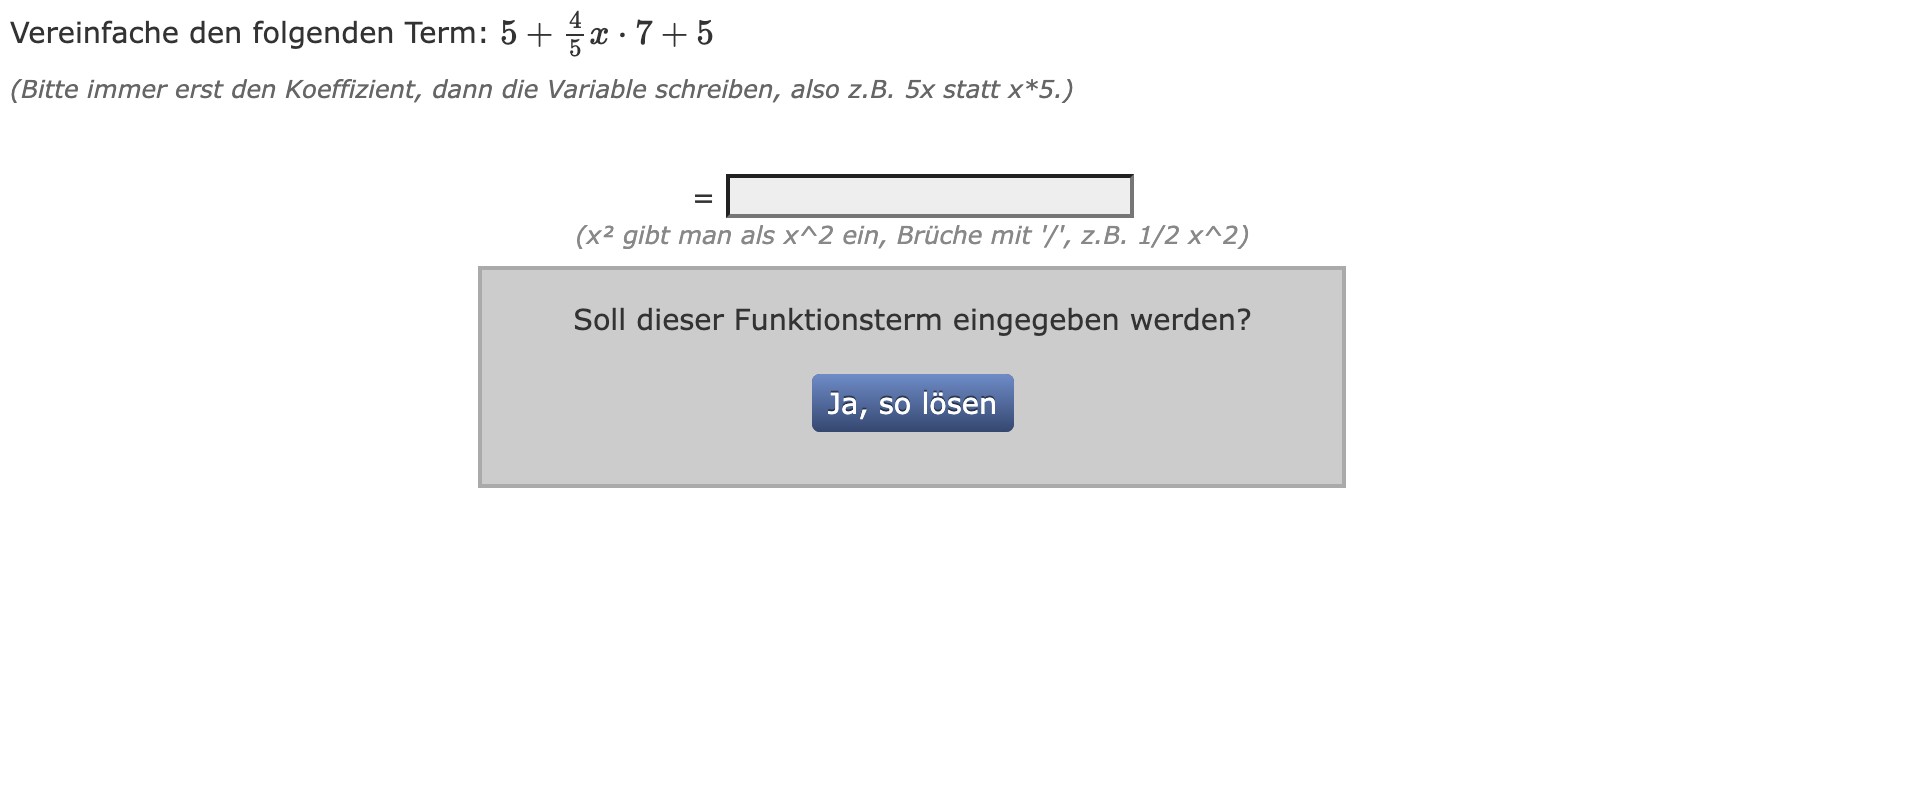 Vereinfache den folgenden Term: 5 + 4/5 x · 7 + 5
(Bitte immer erst den Koeffizient, dann die Variable schreiben, also z.B. 5x statt x*5.)
=
(x² gibt man als x^2 ein, Brüche mit '/', z.B. 1/2 x^2)
Soll dieser Funktionsterm eingegeben werden?
Ja, so lösen